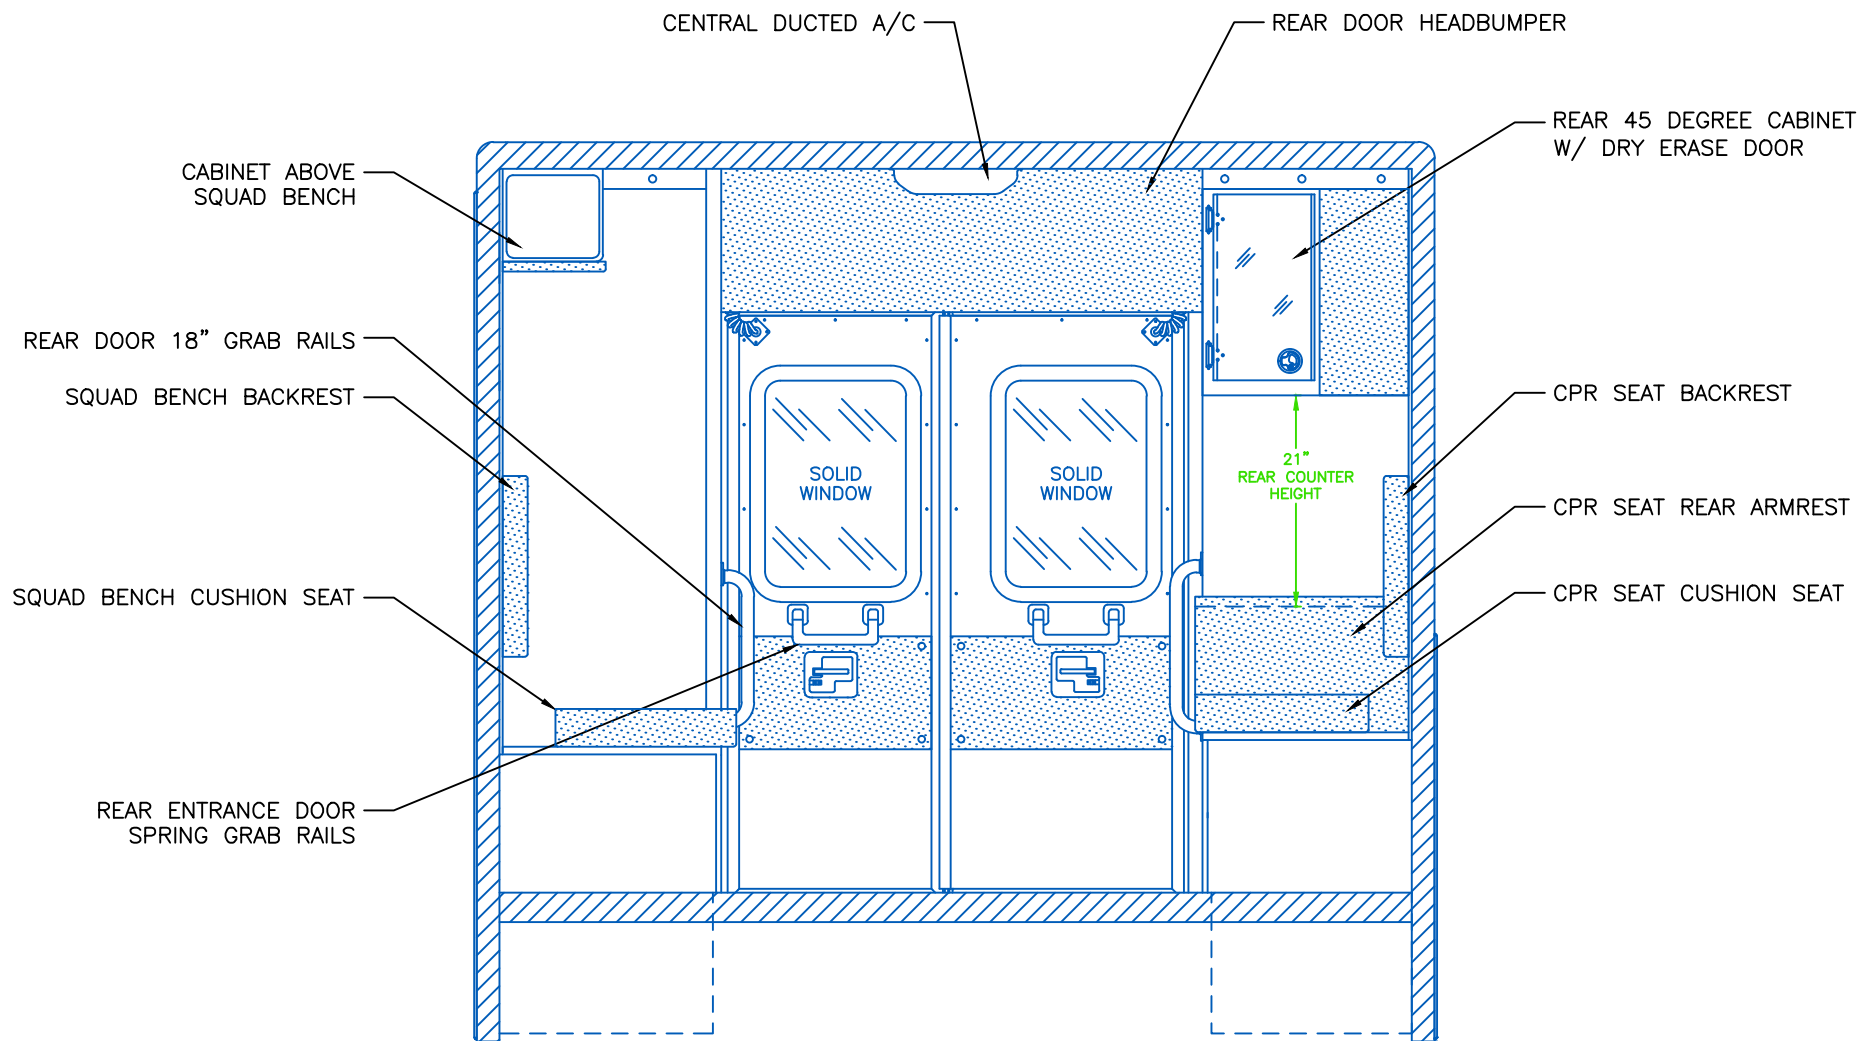 CENTRAL DUCTED A/C
REAR DOOR HEADBUMPER
REAR 45 DEGREE CABINET
W/ DRY ERASE DOOR
CABINET ABOVE
SQUAD BENCH
REAR DOOR 18" GRAB RAILS
SQUAD BENCH BACKREST
CPR SEAT BACKREST
SOLID
WINDOW
SOLID
WINDOW
21"
REAR COUNTER
HEIGHT
CPR SEAT REAR ARMREST
SQUAD BENCH CUSHION SEAT
CPR SEAT CUSHION SEAT
REAR ENTRANCE DOOR
SPRING GRAB RAILS